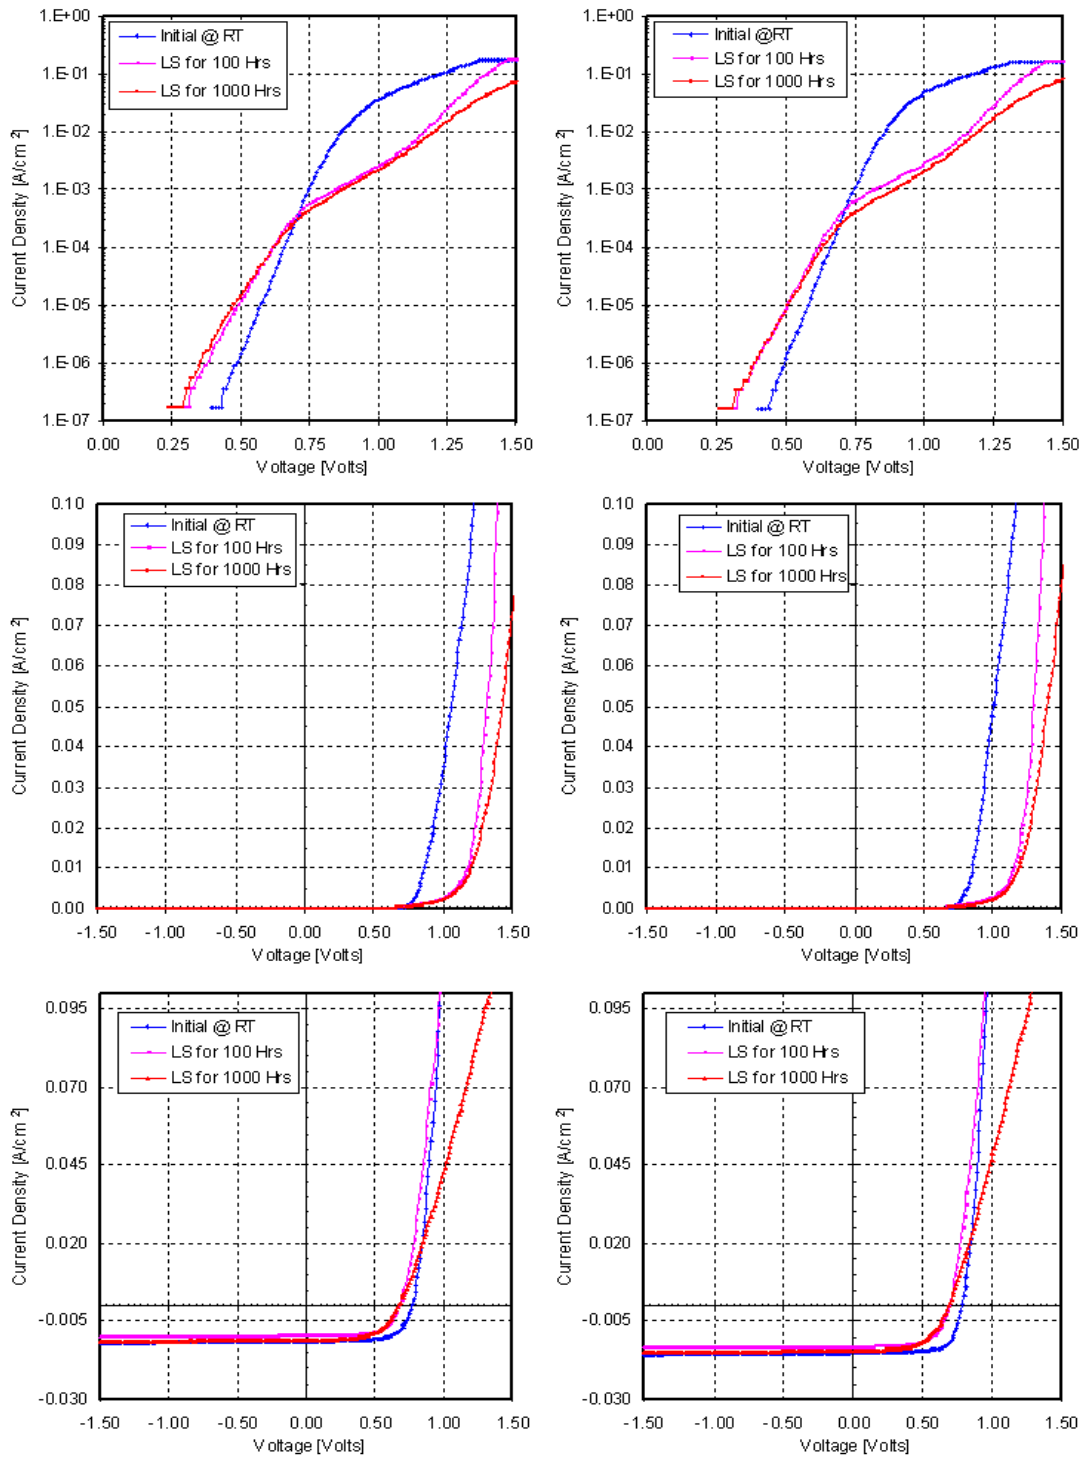 1.E+00
1.E-01
1.E-02
1.E-03
1.E-04
1.E-05
1.E-06
1.E-07
Current Density [A/cm ²]
Initial @ RT
LS for 100 Hrs
LS for 1000 Hrs
0.00 0.25 0.50 0.75 1.00 1.25 1.50
Voltage [Volts]
1.E+00
1.E-01
1.E-02
1.E-03
1.E-04
1.E-05
1.E-06
1.E-07
Current Density [A/cm ²]
Initial @RT
LS for 100 Hrs
LS for 1000 Hrs
0.00 0.25 0.50 0.75 1.00 1.25 1.50
Voltage [Volts]
0.10
0.09
0.08
0.07
0.06
0.05
0.04
0.03
0.02
0.01
0.00
Current Density [A/cm ²]
Initial @ RT
LS for 100 Hrs
LS for 1000 Hrs
-1.50 -1.00 -0.50 0.00 0.50 1.00 1.50
Voltage [Volts]
0.10
0.09
0.08
0.07
0.06
0.05
0.04
0.03
0.02
0.01
0.00
Current Density [A/cm ²]
Initial @ RT
LS for 100 Hrs
LS for 1000 Hrs
-1.50 -1.00 -0.50 0.00 0.50 1.00 1.50
Voltage [Volts]
0.095
0.070
0.045
0.020
-0.005
-0.030
Current Density [A/cm ²]
Initial @ RT
LS for 100 Hrs
LS for 1000 Hrs
-1.50 -1.00 -0.50 0.00 0.50 1.00 1.50
Voltage [Volts]
0.095
0.070
0.045
0.020
-0.005
-0.030
Current Density [A/cm ²]
Initial @ RT
LS for 100 Hrs
LS for 1000 Hrs
-1.50 -1.00 -0.50 0.00 0.50 1.00 1.50
Voltage [Volts]